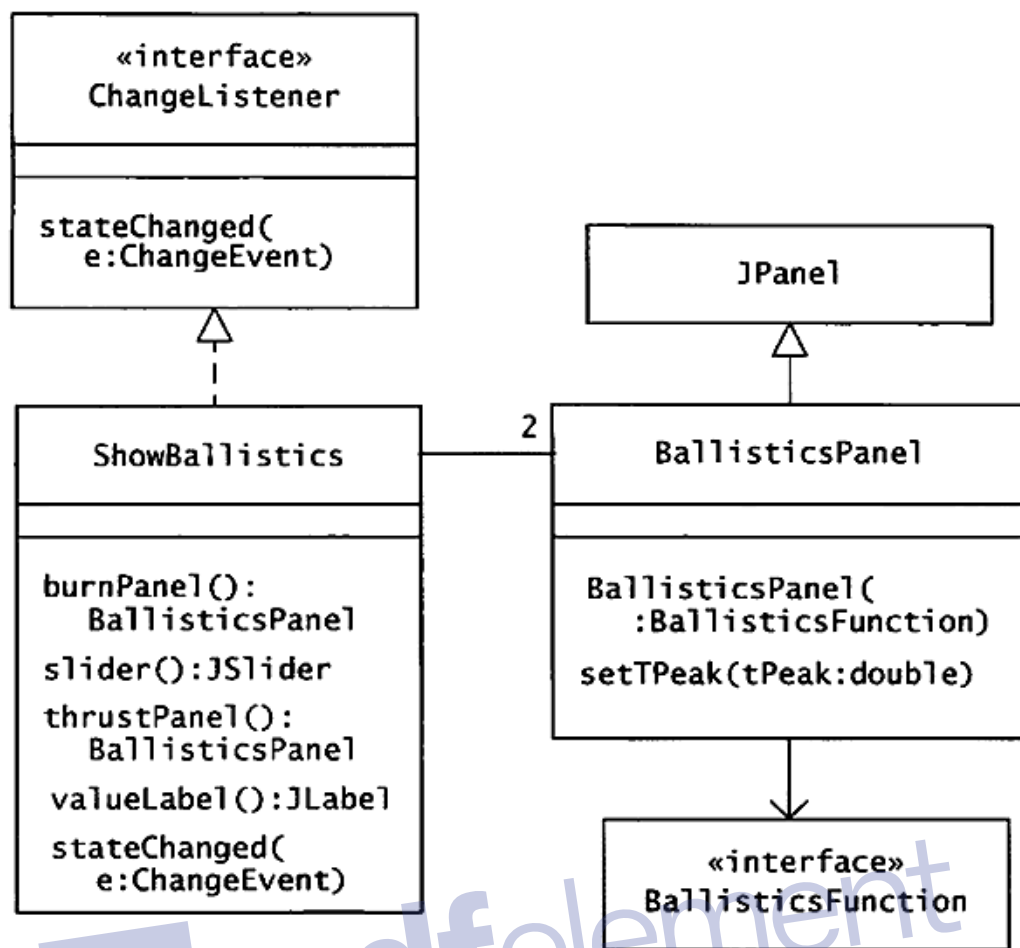 «interface»
ChangeListener
stateChanged(
e:ChangeEvent)
JPanel
ShowBallistics
2
BallisticsPanel
burnPanel():
BallisticsPanel
slider():JSlider
thrustPanel():
BallisticsPanel
valueLabel():JLabel
stateChanged(
e:ChangeEvent)
BallisticsPanel(
:BallisticsFunction)
setTPeak(tPeak:double)
«interface»
BallisticsFunction
pdfelement